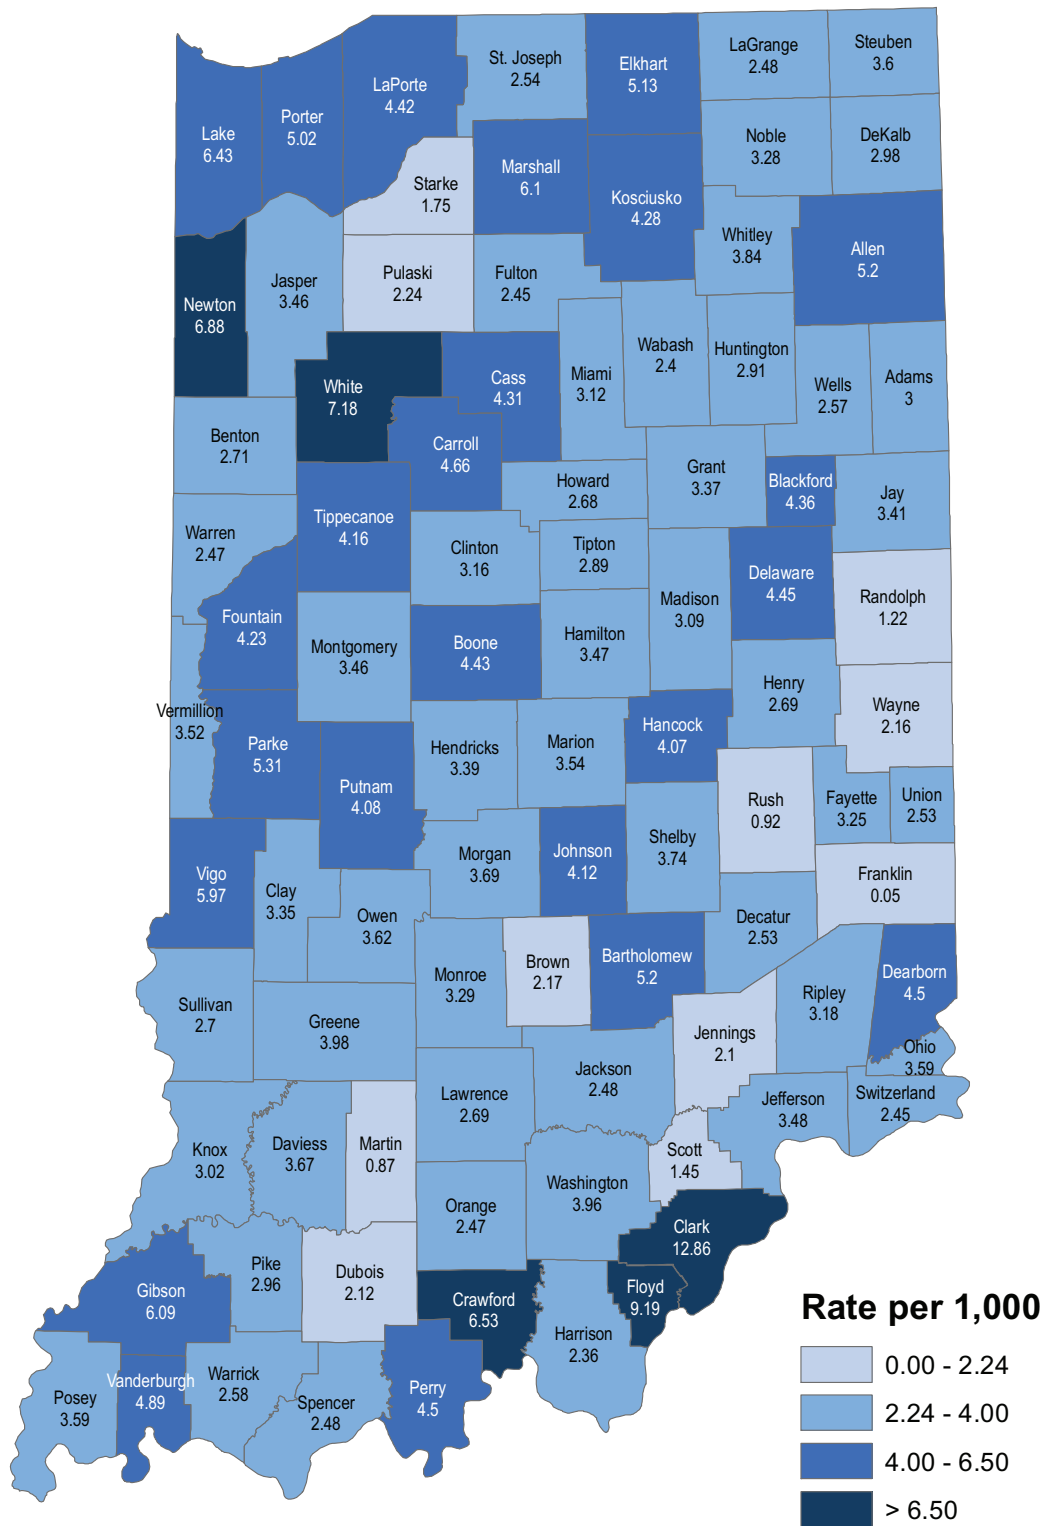 LaGrange
2.48
Steuben
3.6
St. Joseph
2.54
Elkhart
5.13
LaPorte
4.42
Porter
5.02
Lake
6.43
Noble
3.28
DeKalb
2.98
Marshall
6.1
Starke
1.75
Kosciusko
4.28
Whitley
3.84
Allen
5.2
Pulaski
2.24
Fulton
2.45
Jasper
3.46
Newton
6.88
Wabash
2.4
Huntington
2.91
Miami
3.12
Cass
4.31
White
7.18
Wells
2.57
Adams
3
Benton
2.71
Carroll
4.66
Howard
2.68
Grant
3.37
Blackford
4.36
Jay
3.41
Tippecanoe
4.16
Warren
2.47
Clinton
3.16
Tipton
2.89
Delaware
4.45
Madison
3.09
Randolph
1.22
Fountain
4.23
Montgomery
3.46
Boone
4.43
Hamilton
3.47
Henry
2.69
Wayne
2.16
Vermillion
3.52
Parke
5.31
Hendricks
3.39
Marion
3.54
Hancock
4.07
Putnam
4.08
Rush
0.92
Fayette
3.25
Union
2.53
Shelby
3.74
Johnson
4.12
Morgan
3.69
Vigo
5.97
Clay
3.35
Owen
3.62
Franklin
0.05
Decatur
2.53
Brown
2.17
Bartholomew
5.2
Monroe
3.29
Dearborn
4.5
Ripley
3.18
Sullivan
2.7
Greene
3.98
Jennings
2.1
Ohio
3.59
Jackson
2.48
Lawrence
2.69
Jefferson
3.48
Switzerland
2.45
Knox
3.02
Daviess
3.67
Martin
0.87
Scott
1.45
Washington
3.96
Orange
2.47
Clark
12.86
Pike
2.96
Dubois
2.12
Gibson
6.09
Crawford
6.53
Floyd
9.19
Harrison
2.36
Posey
3.59
Vanderburgh
4.89
Warrick
2.58
Spencer
2.48
Perry
4.5
Rate per 1,000
0.00 - 2.24
2.24 - 4.00
4.00 - 6.50
> 6.50